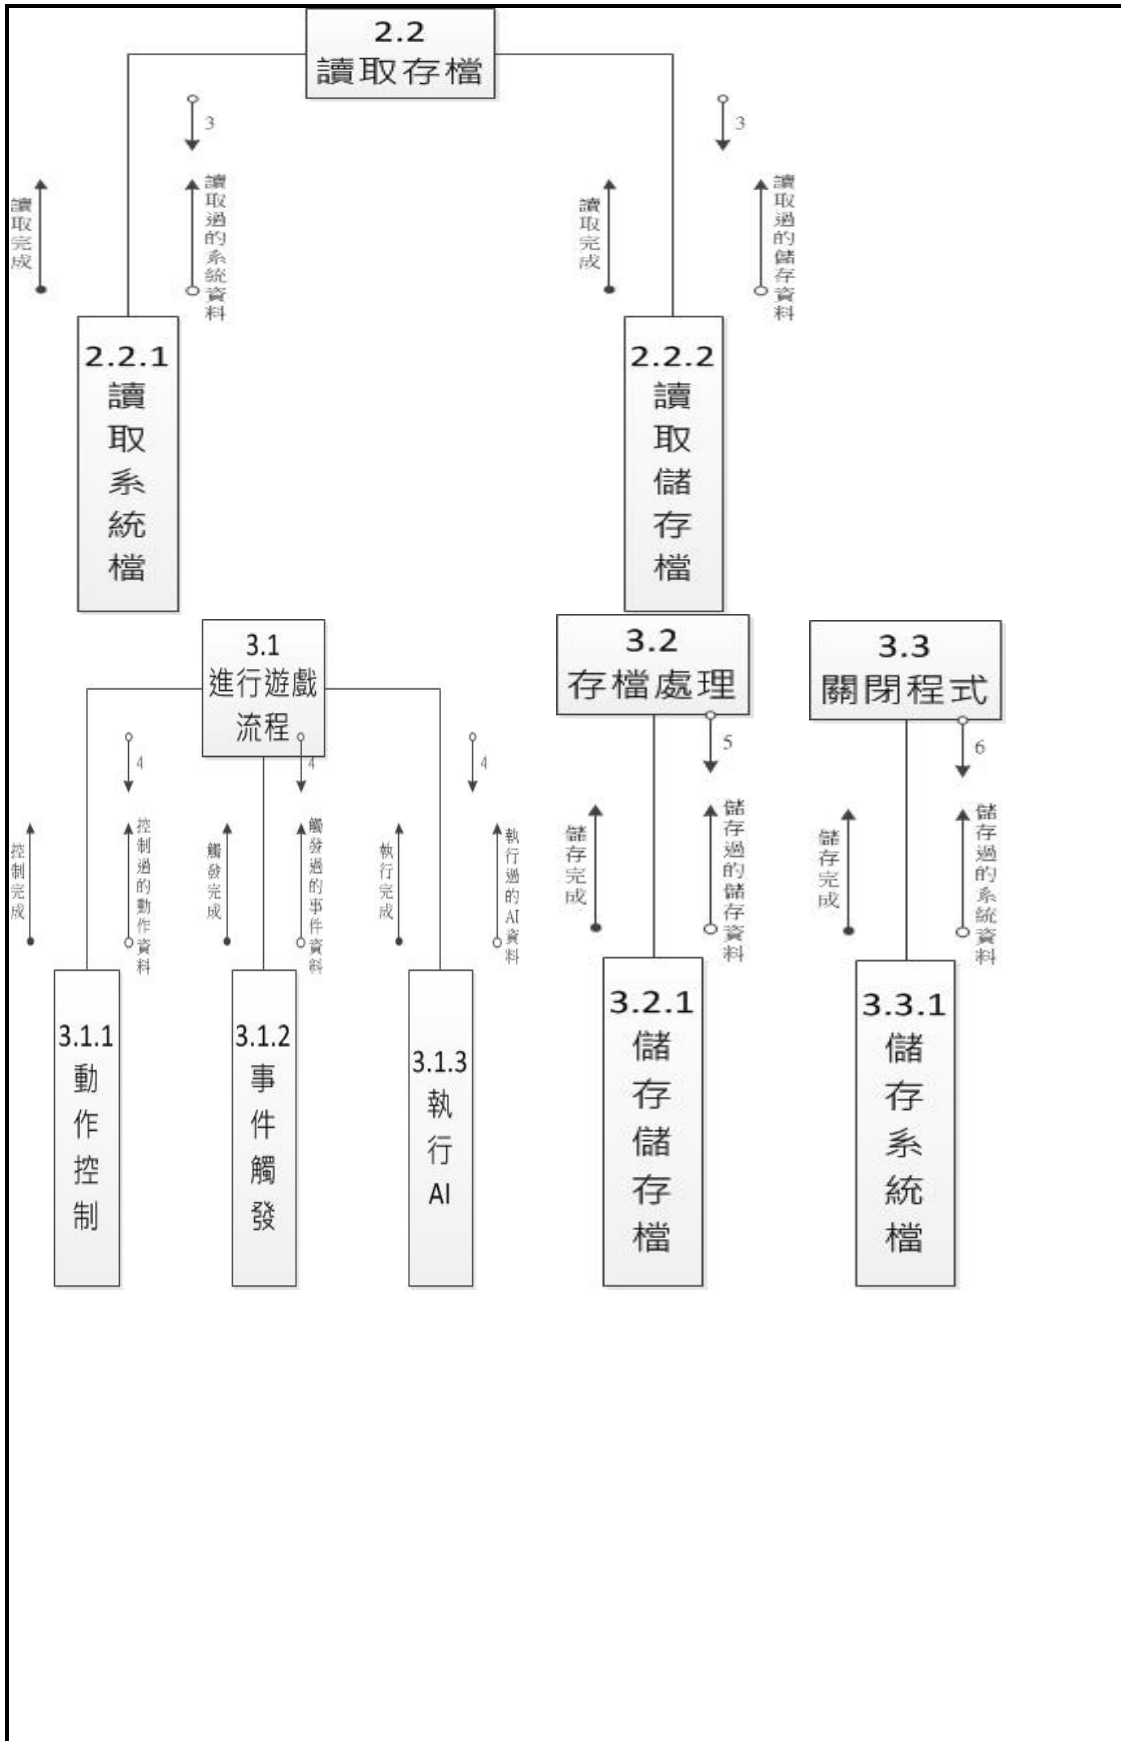 2.2
讀取存檔
3
讀取完成
讀取過的系統資料
3
讀取完成
讀取過的儲存資料
2.2.1
讀取系統檔
2.2.2
讀取儲存檔
3.1
進行遊戲
流程
4
控制完成
控制過的動作資料
4
觸發完成
觸發過的事件資料
4
執行完成
執行過的AI資料
3.1.1
動作控制
3.1.2
事件觸發
3.1.3
執行AI
3.2
存檔處理
5
儲存完成
儲存過的儲存資料
3.2.1
儲存儲存檔
3.3
關閉程式
6
儲存完成
儲存過的系統資料
3.3.1
儲存系統檔